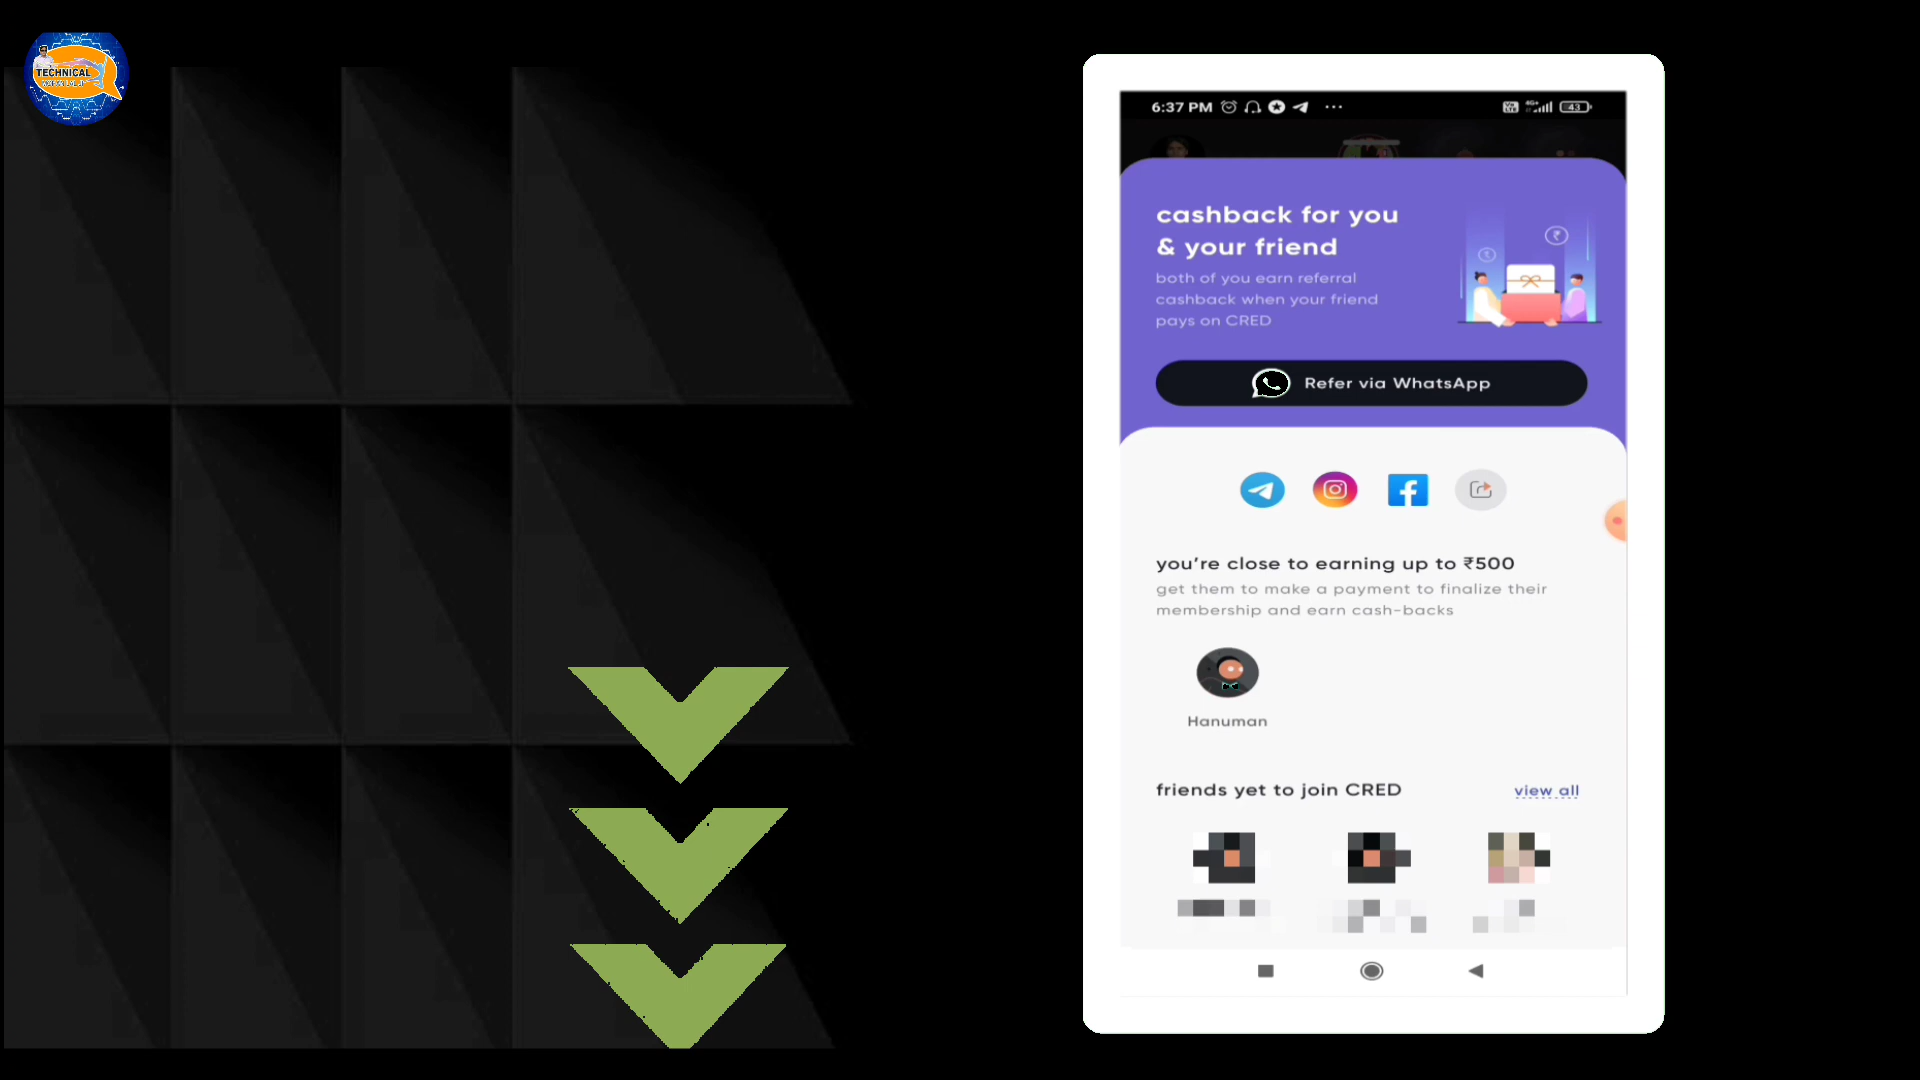 TECHNICAL
6:37 PM
4G+
43
cashback for you
& your friend
both of you earn referral
cashback when your friend
pays on CRED
Refer via WhatsApp
you're close to earning up to ₹500
get them to make a payment to finalize their
membership and earn cash-backs
Hanuman
friends yet to join CRED
view all